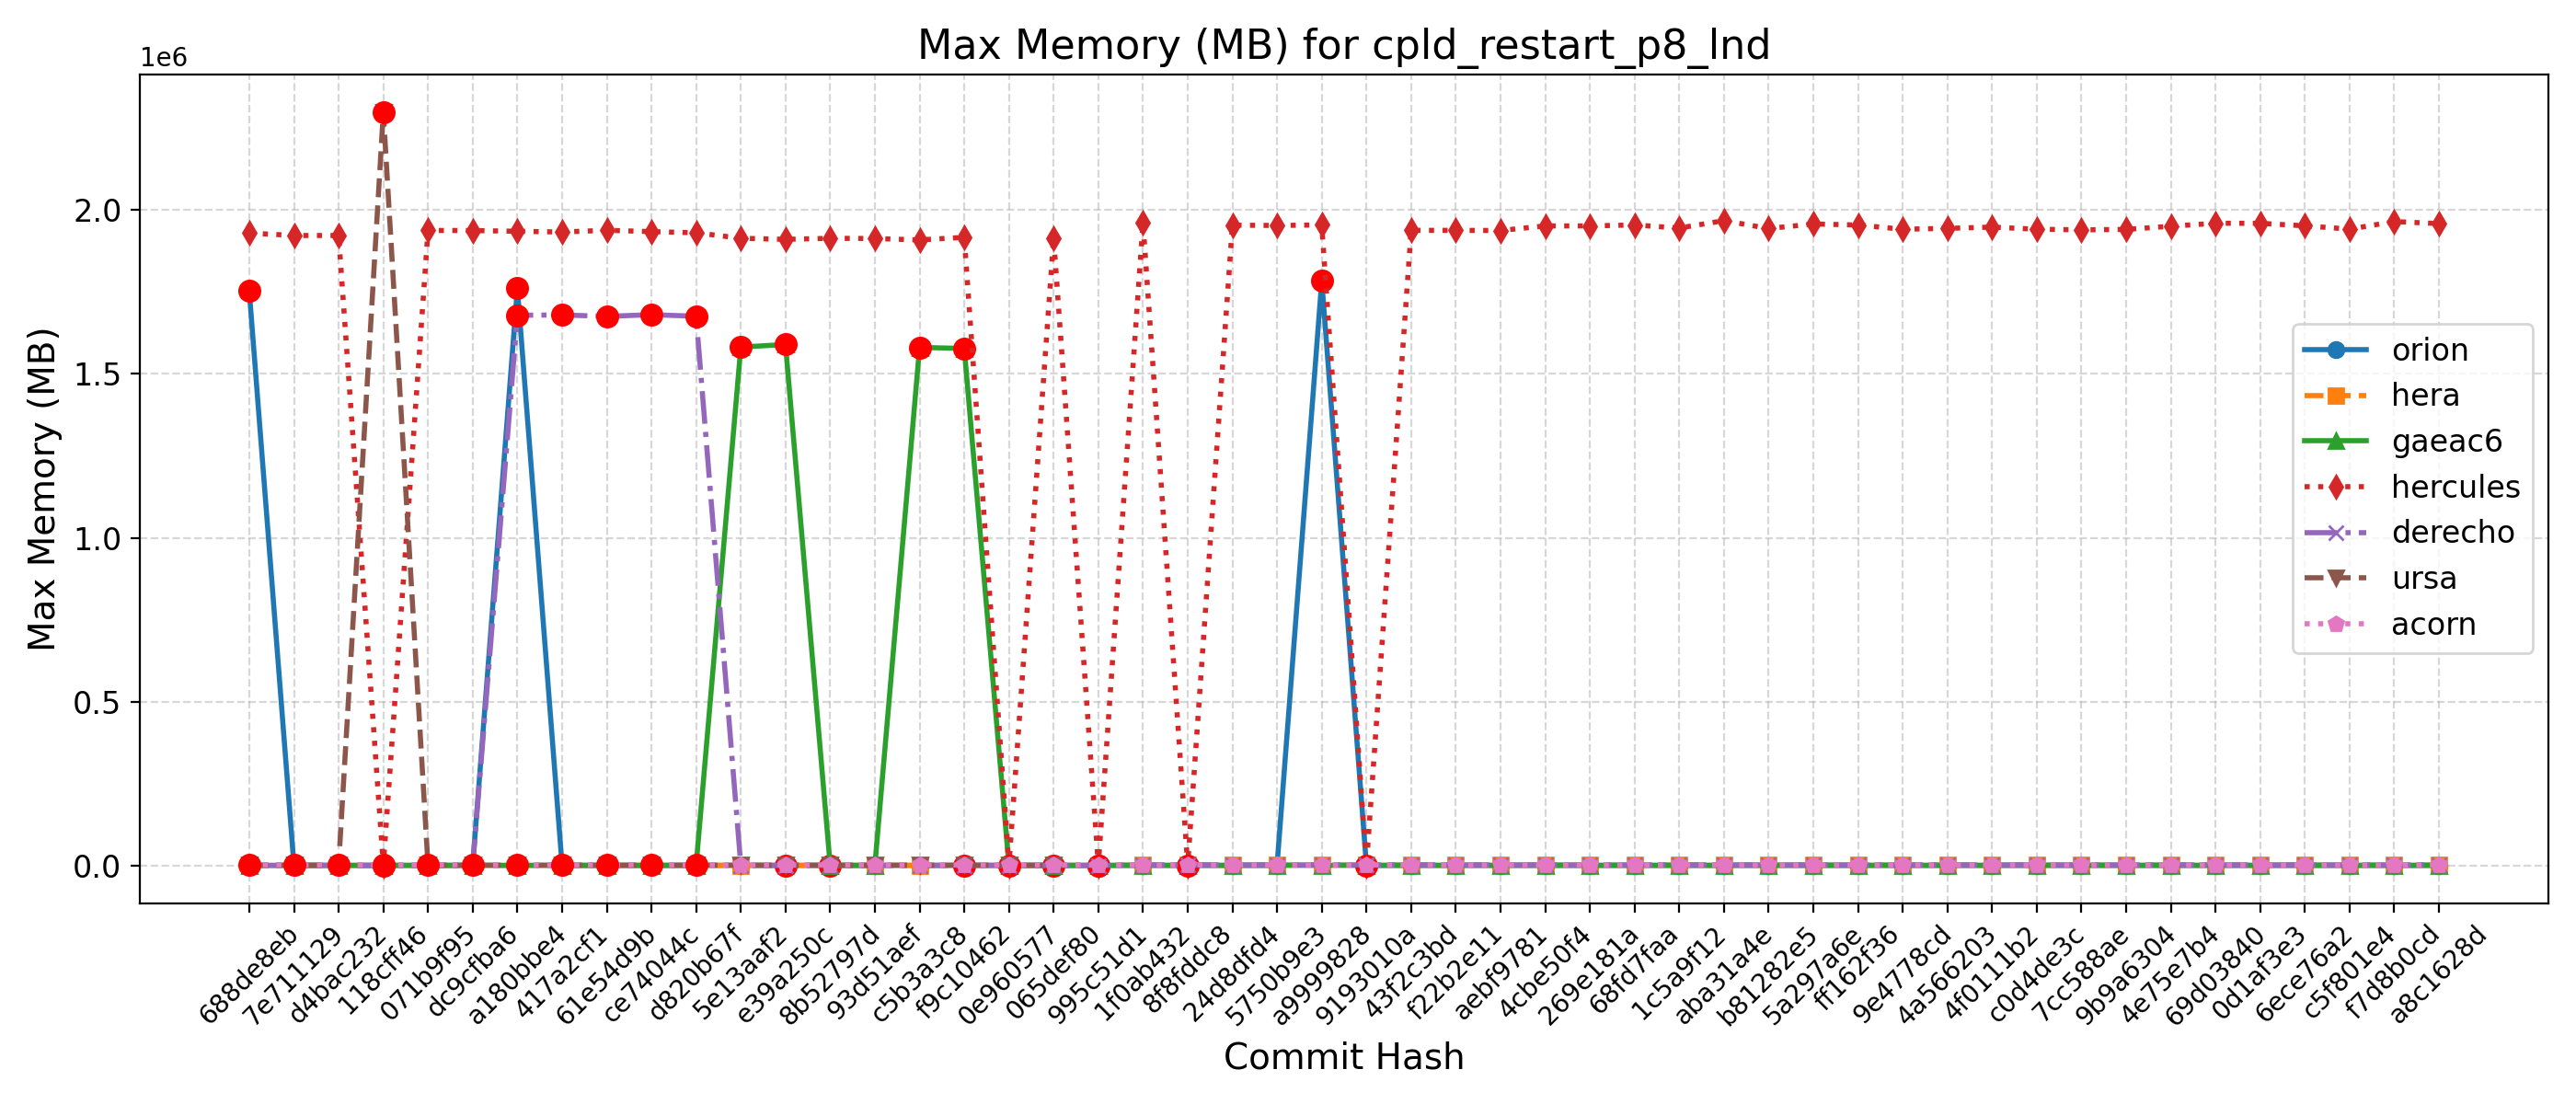 Max Memory (MB) for cpld_restart_p8_lnd
1e6
2.0
1.5
1.0
0.5
0.0
Max Memory (MB)
orion
hera
gaeac6
hercules
derecho
ursa
acorn
688de8eb
7e711129
d4bac232
118cff46
071b9f95
dc9cfba6
a180bbe4
417a2cf1
61e54d9b
ce74044c
d820b67f
5e13aaf2
e39a250c
8b52797d
93d51aef
c5b3a3c8
f9c10462
0e960577
065def80
995c51d1
1f0ab432
8f8fddc8
24d8dfd4
5750b9e3
a9999828
9193010a
43f2c3bd
f22b2e11
aebf9781
4cbe50f4
269e181a
68fd7faa
1c5a9f12
aba31a4e
b81282e5
5a297a6e
ff162f36
9e4778cd
4a566203
4f0111b2
c0d4de3c
7cc588ae
9b9a6304
4e75e7b4
69d03840
0d1af3e3
6ece76a2
c5f801e4
f7d8b0cd
a8c1628d
Commit Hash